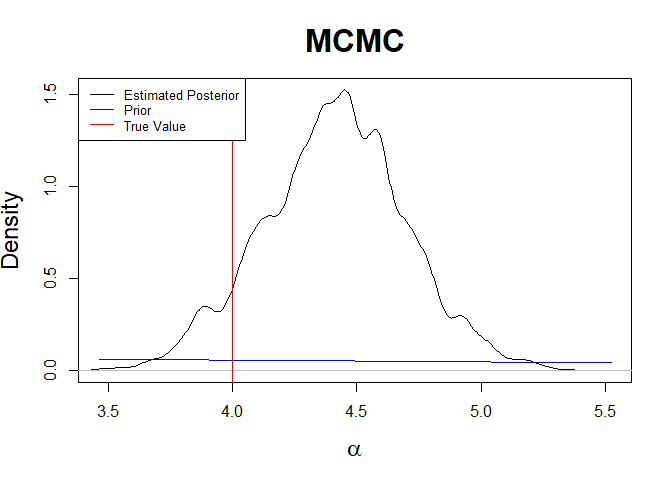 MCMC
Estimated Posterior
Prior
True Value
Density
1.5
1.0
0.5
0.0
3.5 4.0 4.5 5.0 5.5
α